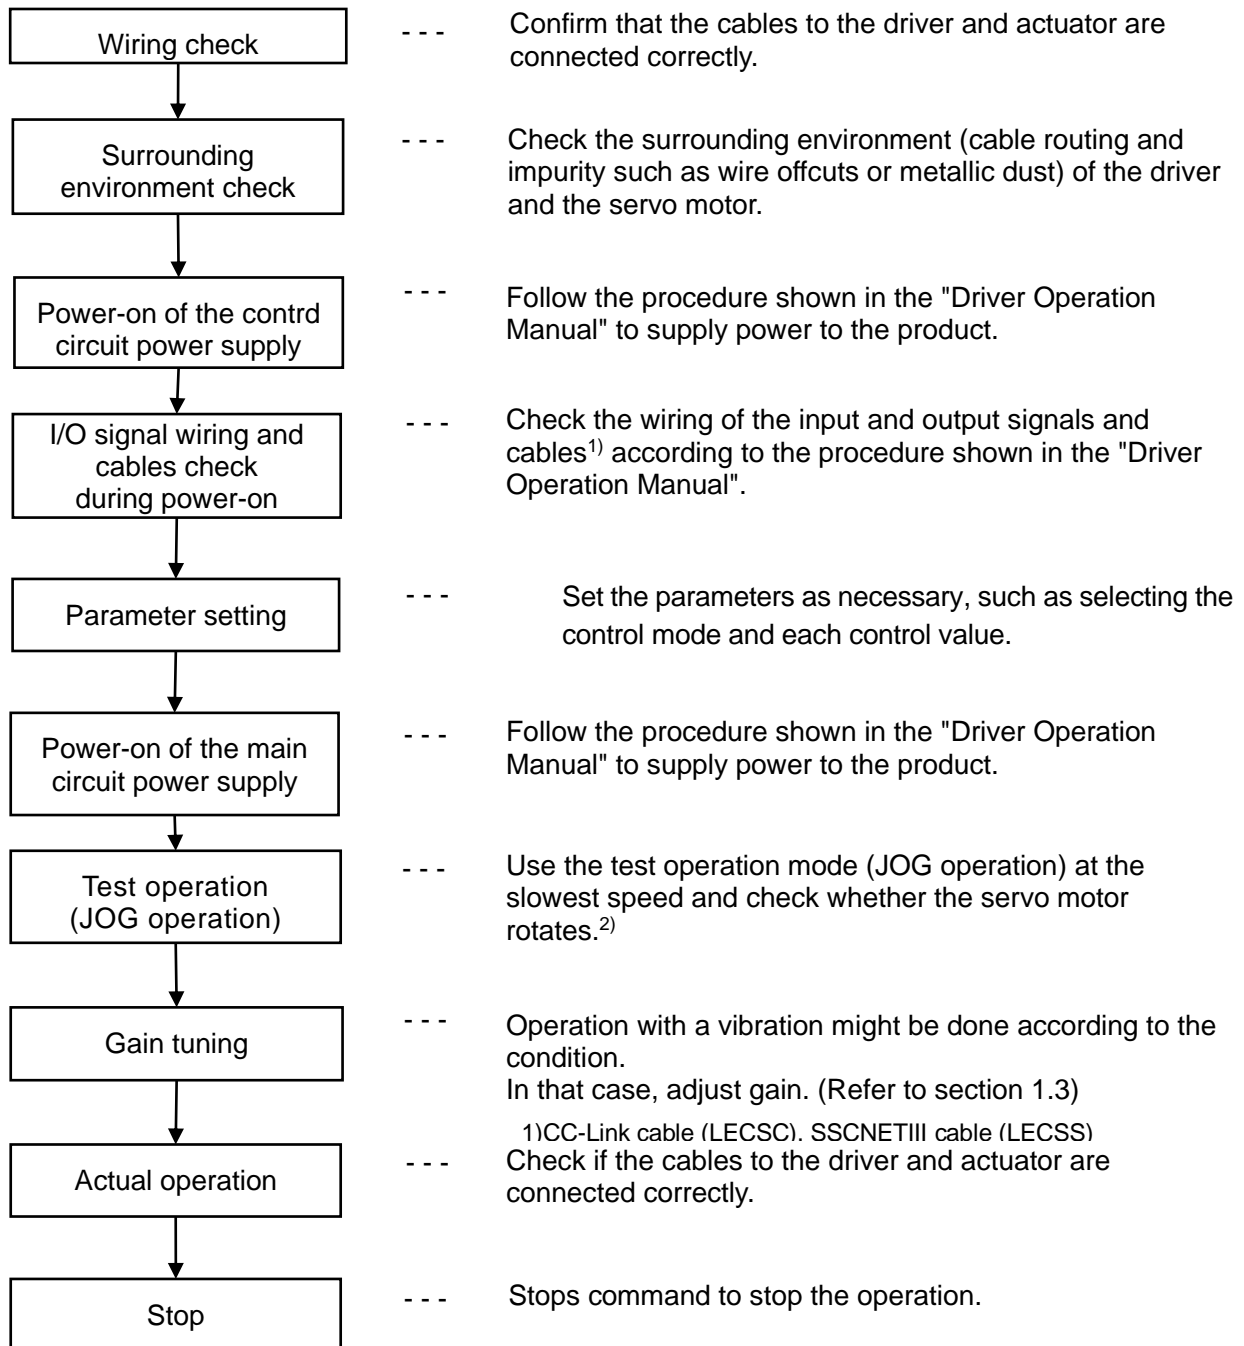 Wiring check
- - -
Confirm that the cables to the driver and actuator are
connected correctly.
Surrounding
environment check
- - -
Check the surrounding environment (cable routing and
impurity such as wire offcuts or metallic dust) of the driver
and the servo motor.
Power-on of the contrd
circuit power supply
- - -
Follow the procedure shown in the "Driver Operation
Manual" to supply power to the product.
I/O signal wiring and
cables check
during power-on
- - -
Check the wiring of the input and output signals and
cables1) according to the procedure shown in the "Driver
Operation Manual".
Parameter setting
- - -
Set the parameters as necessary, such as selecting the
control mode and each control value.
Power-on of the main
circuit power supply
- - -
Follow the procedure shown in the "Driver Operation
Manual" to supply power to the product.
Test operation
(JOG operation)
- - -
Use the test operation mode (JOG operation) at the
slowest speed and check whether the servo motor
rotates.2)
Gain tuning
- - -
Operation with a vibration might be done according to the
condition.
In that case, adjust gain. (Refer to section 1.3)
1)CC-Link cable (LECSC), SSCNETIII cable (LECSS)
Actual operation
- - -
Check if the cables to the driver and actuator are
connected correctly.
Stop
- - -
Stops command to stop the operation.